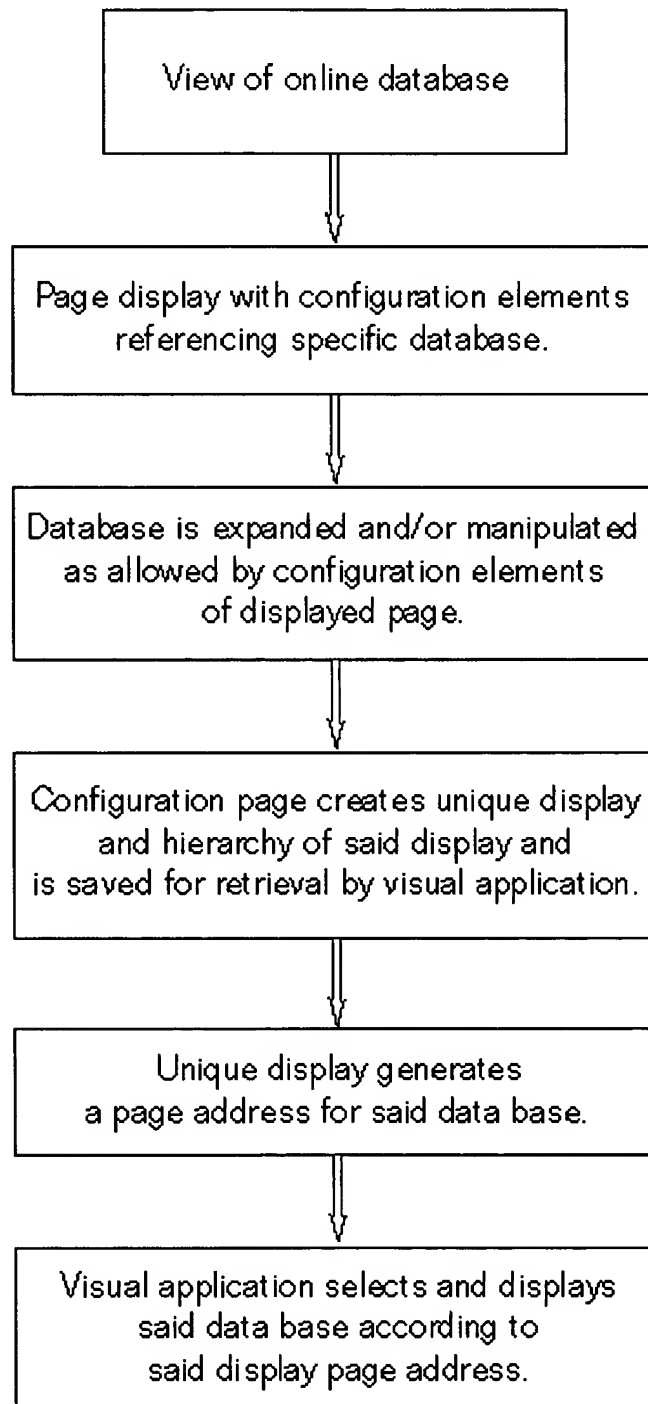 View of online database
Page display with configuration elements
referencing specific database.
Database is expanded and/or manipulated
as allowed by configuration elements
of displayed page.
Configuration page creates unique display
and hierarchy of said display and
is saved for retrieval by visual application.
Unique display generates
a page address for said data base.
Visual application selects and displays
said data base according to
said display page address.